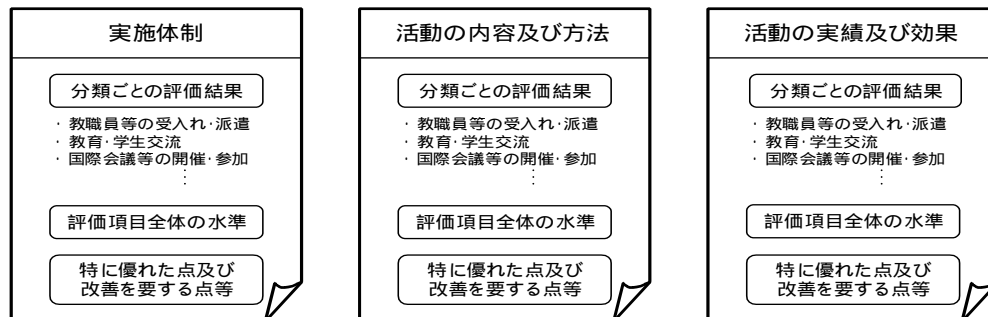 実施体制
分類ごとの評価結果
・教職員等の受入れ・派遣
・教育・学生交流
・国際会議等の開催・参加
⋮
評価項目全体の水準
特に優れた点及び
改善を要する点等
活動の内容及び方法
分類ごとの評価結果
・教職員等の受入れ・派遣
・教育・学生交流
・国際会議等の開催・参加
⋮
評価項目全体の水準
特に優れた点及び
改善を要する点等
活動の実績及び効果
分類ごとの評価結果
・教職員等の受入れ・派遣
・教育・学生交流
・国際会議等の開催・参加
⋮
評価項目全体の水準
特に優れた点及び
改善を要する点等